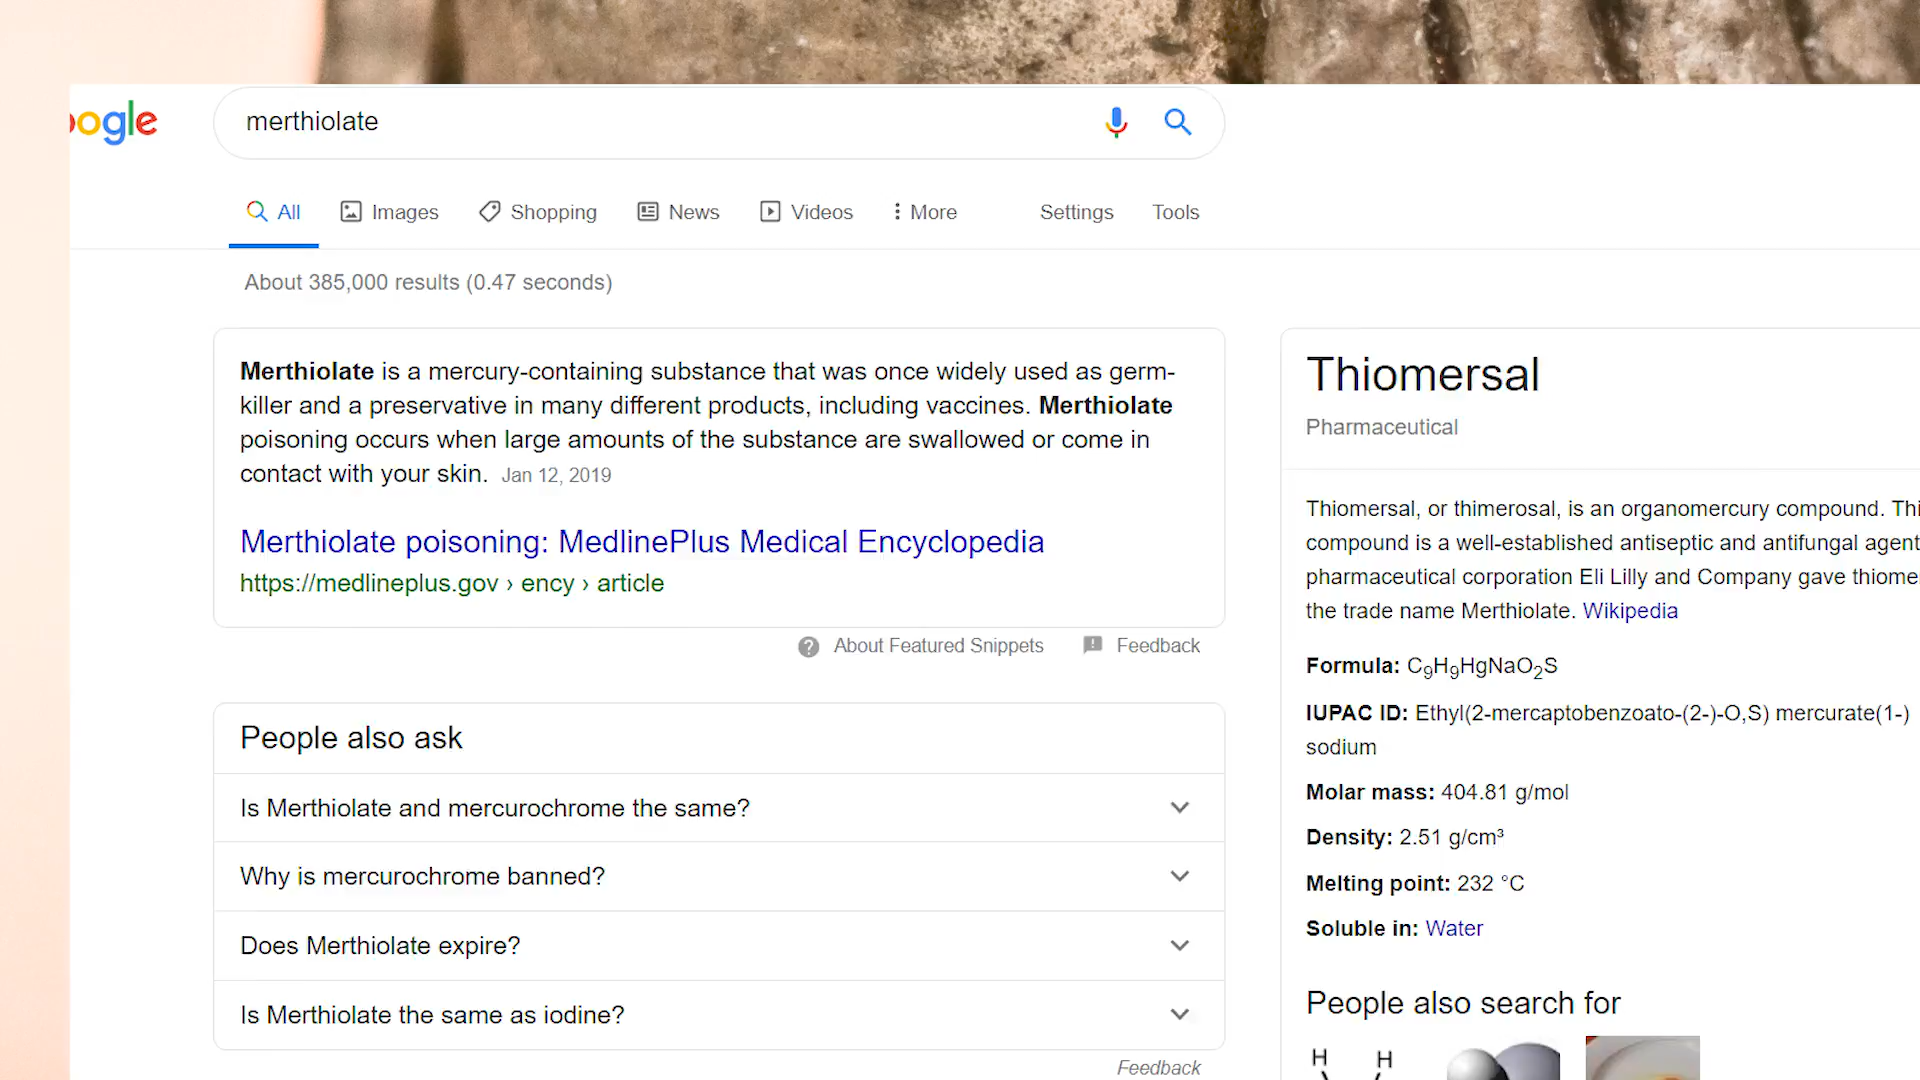 oogle
merthiolate
All Images Shopping News Videos More Settings Tools
About 385,000 results (0.47 seconds)
Merthiolate is a mercury-containing substance that was once widely used as germ-
killer and a preservative in many different products, including vaccines. Merthiolate
poisoning occurs when large amounts of the substance are swallowed or come in
contact with your skin. Jan 12, 2019
Merthiolate poisoning: MedlinePlus Medical Encyclopedia
https://medlineplus.gov › ency › article
About Featured Snippets Feedback
People also ask
Is Merthiolate and mercurochrome the same?
Why is mercurochrome banned?
Does Merthiolate expire?
Is Merthiolate the same as iodine?
Feedback
Thiomersal
Pharmaceutical
Thiomersal, or thimerosal, is an organomercury compound. Thi
compound is a well-established antiseptic and antifungal agent
pharmaceutical corporation Eli Lilly and Company gave thiome
the trade name Merthiolate. Wikipedia
Formula: C₉H₉HgNaO₂S
IUPAC ID: Ethyl(2-mercaptobenzoato-(2-)-O,S) mercurate(1-)
sodium
Molar mass: 404.81 g/mol
Density: 2.51 g/cm³
Melting point: 232 °C
Soluble in: Water
People also search for
H H